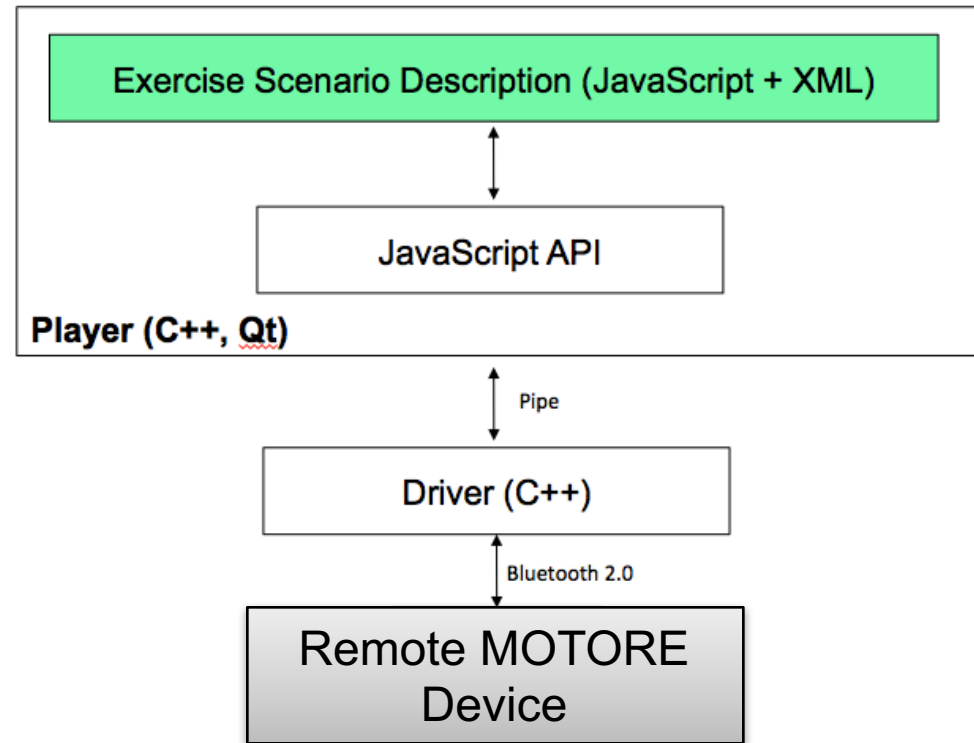 Exercise Scenario Description (JavaScript + XML)
JavaScript API
Player (C++, Qt)
Pipe
Driver (C++)
Bluetooth 2.0
Remote MOTORE
Device